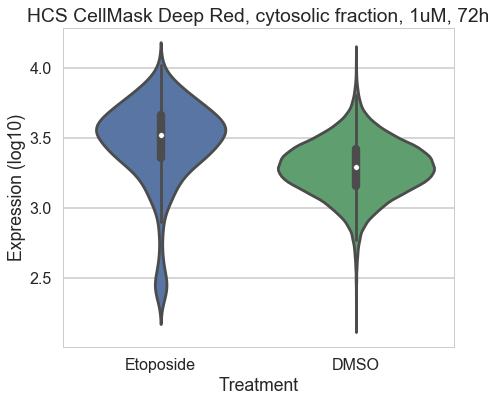 HCS CellMask Deep Red, cytosolic fraction, 1uM, 72h
Expression (log10)
4.0
3.5
3.0
2.5
Etoposide DMSO
Treatment